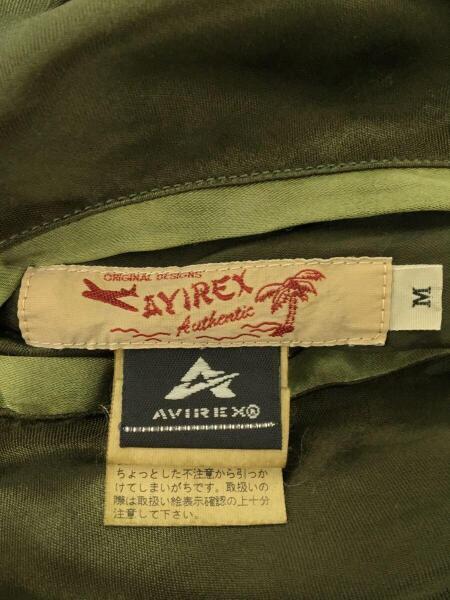 ORIGINAL DESIGNS
AVIREX
Authentic
M
AVIREX®
ちょっとした不注意から引っか
けてしまいがちです。取扱いの
際は取扱い絵表示確認の上十分
注意して下さい。